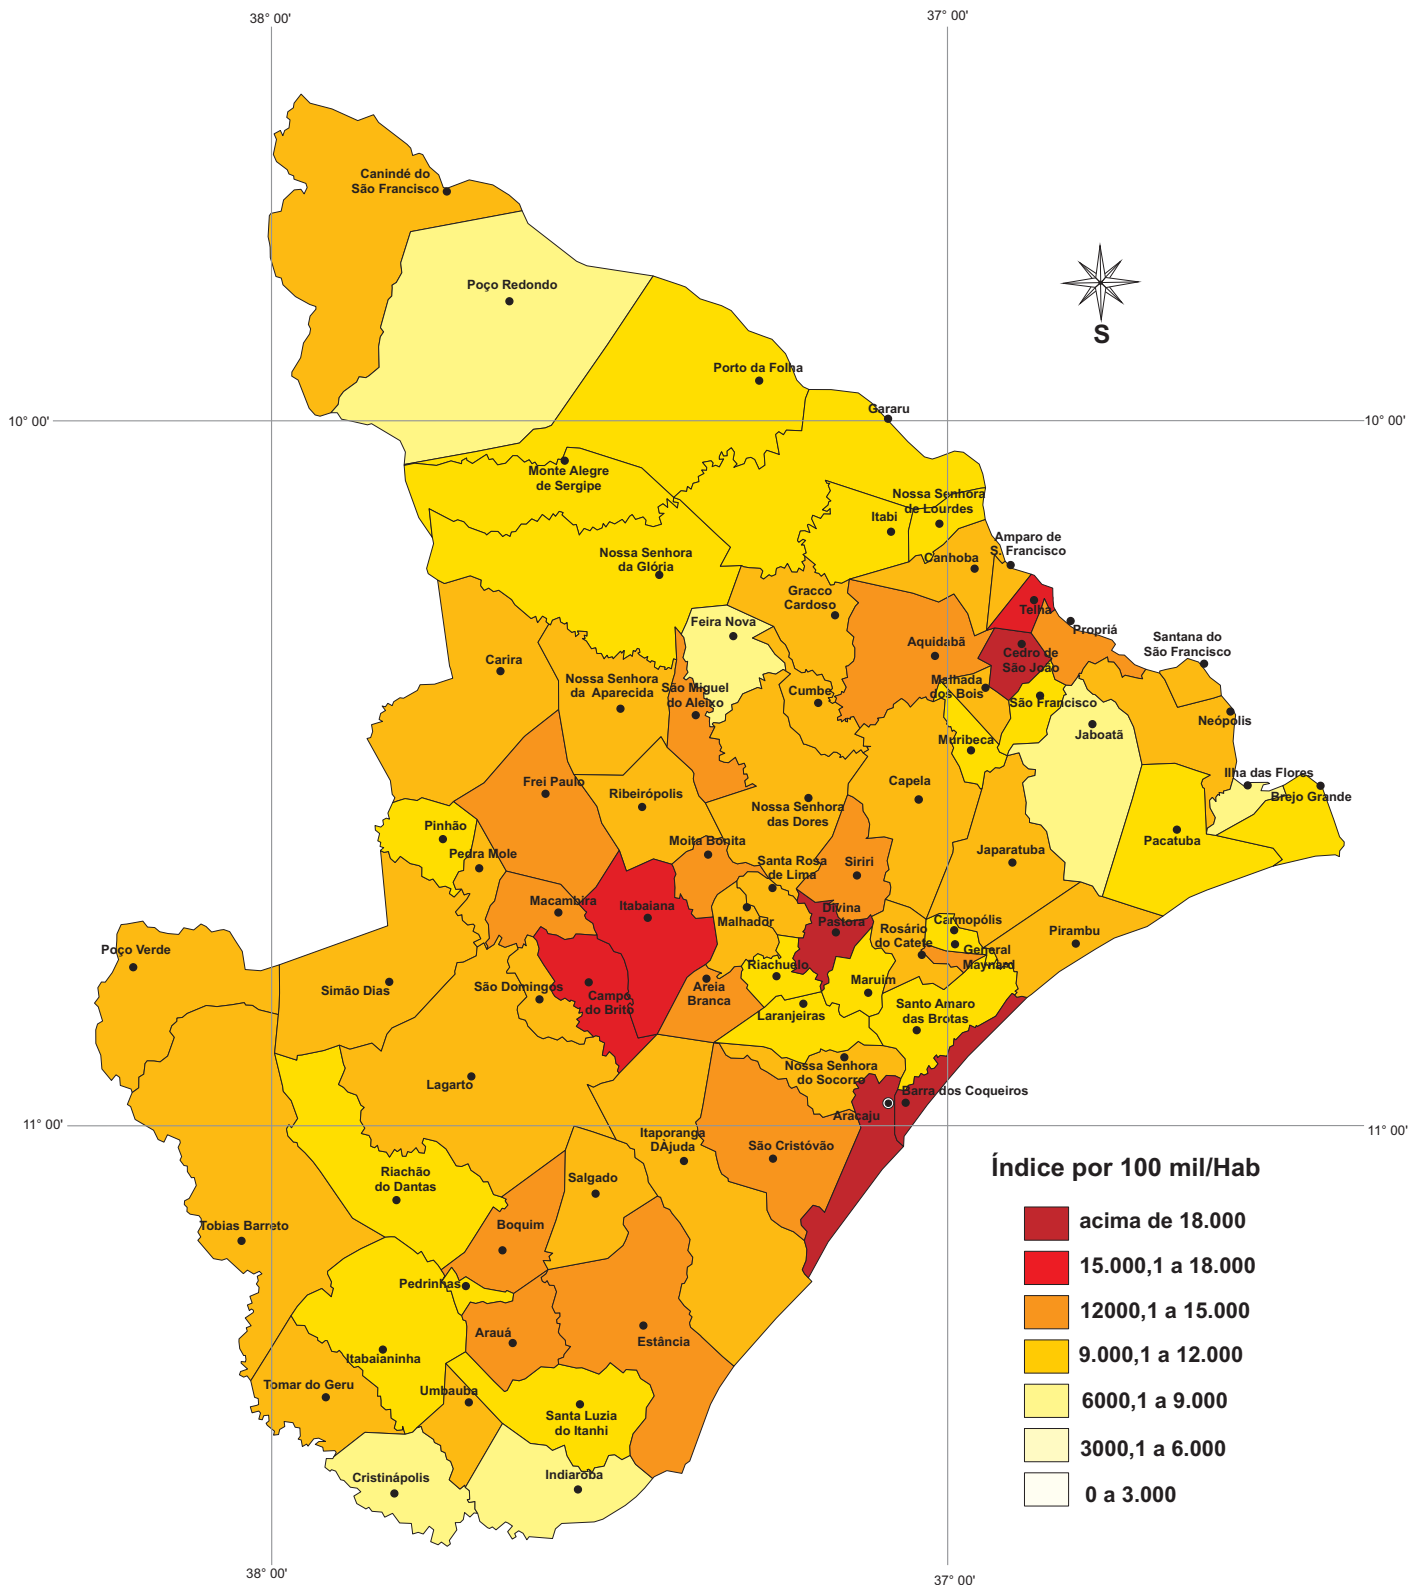 38° 00'
37° 00'
Canindé do
São Francisco
Poço Redondo
S
Porto da Folha
10° 00'
Gararu
10° 00'
Monte Alegre
de Sergipe
Nossa Senhora
de Lourdes
Itabi
Amparo de
S. Francisco
Nossa Senhora
da Glória
Canhoba
Gracco
Cardoso
Telha
Feira Nova
Propriá
Santana do
São Francisco
Aquidabã
Cedro de
São João
Carira
Nossa Senhora
da Aparecida
São Miguel
do Aleixo
Cumbe
Malhada
dos Bois
São Francisco
Neópolis
Jaboatã
Muribeca
Ilha das Flores
Brejo Grande
Frei Paulo
Ribeirópolis
Capela
Nossa Senhora
das Dores
Pinhão
Pedra Mole
Moita Bonita
Pacatuba
Santa Rosa
de Lima
Siriri
Japaratuba
Macambira
Itabaiana
Malhador
Divina
Pastora
Carmopólis
Rosário
do Catete
Pirambu
General
Maynard
Poço Verde
Simão Dias
São Domingos
Campo
do Brito
Areia
Branca
Riachuelo
Maruim
Laranjeiras
Santo Amaro
das Brotas
Lagarto
Nossa Senhora
do Socorro
Barra dos Coqueiros
Aracaju
11° 00'
11° 00'
Itaporanga
DÀjuda
São Cristóvão
Riachão
do Dantas
Salgado
Tobias Barreto
Boquim
Pedrinhas
Arauá
Estância
Itabaianinha
Tomar do Geru
Umbauba
Santa Luzia
do Itanhi
Cristinápolis
Indiaroba
Índice por 100 mil/Hab
acima de 18.000
15.000,1 a 18.000
12000,1 a 15.000
9.000,1 a 12.000
6000,1 a 9.000
3000,1 a 6.000
0 a 3.000
38° 00'
37° 00'